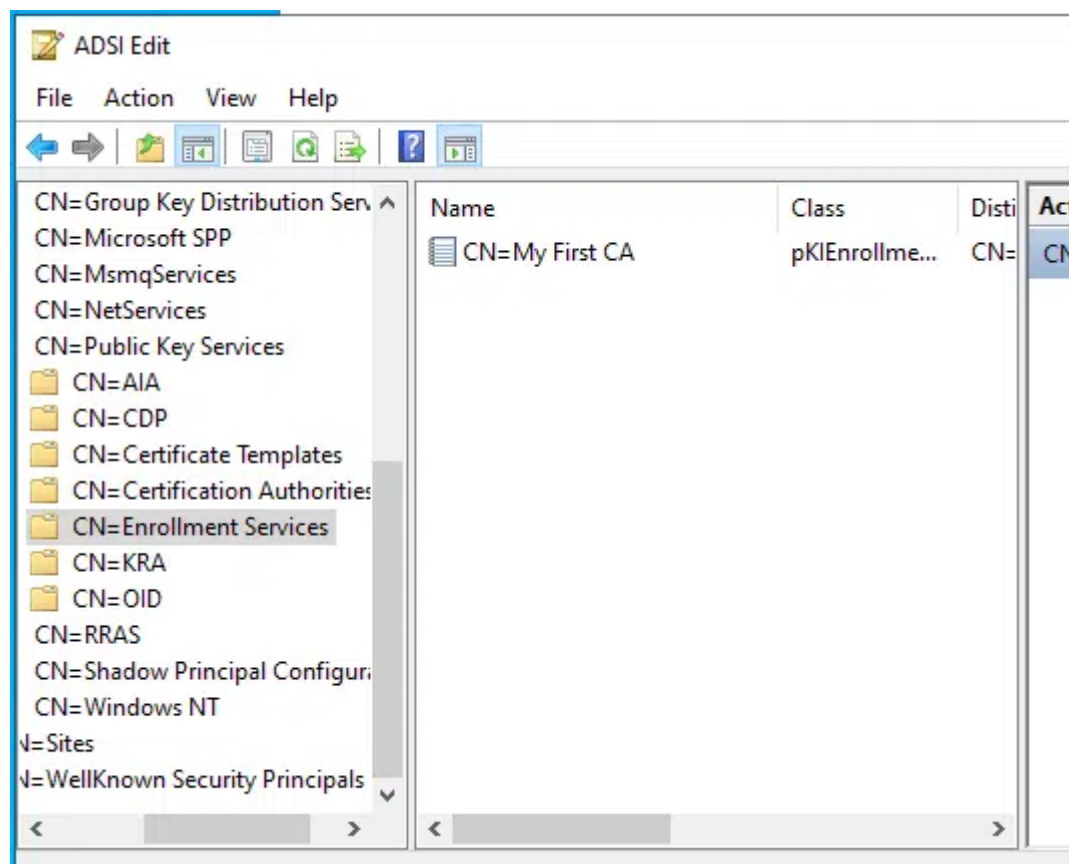 ADSI Edit
File Action View Help
CN=Group Key Distribution Serv
CN=Microsoft SPP
CN=MsmqServices
CN=NetServices
CN=Public Key Services
CN=AIA
CN=CDP
CN=Certificate Templates
CN=Certification Authorities
CN=Enrollment Services
CN=KRA
CN=OID
CN=RRAS
CN=Shadow Principal Configura
CN=Windows NT
N=Sites
N=WellKnown Security Principals
Name Class Disti
CN=My First CA pKIEnrollme... CN=
Act
CN